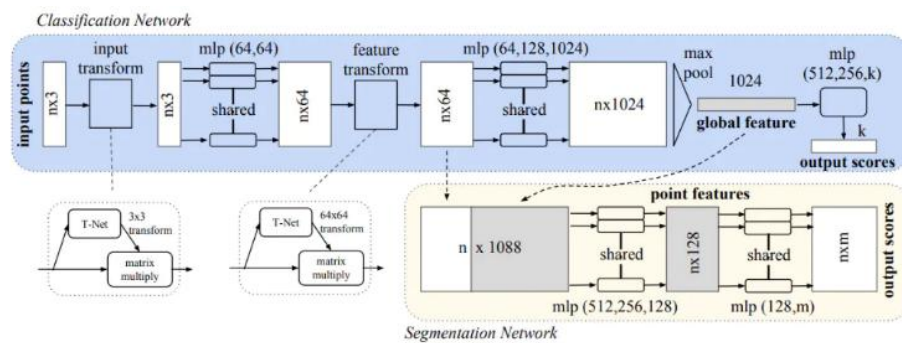 Classification Network
input points
nx3
input
transform
nx3
mlp (64,64)
shared
nx64
feature
transform
nx64
mlp (64,128,1024)
shared
nx1024
max
pool
1024
global feature
mlp
(512,256,k)
k
output scores
T-Net
3x3
transform
matrix
multiply
T-Net
64x64
transform
matrix
multiply
point features
n x 1088
shared
mlp (512,256,128)
nx128
shared
mlp (128,m)
nxm
output scores
Segmentation Network